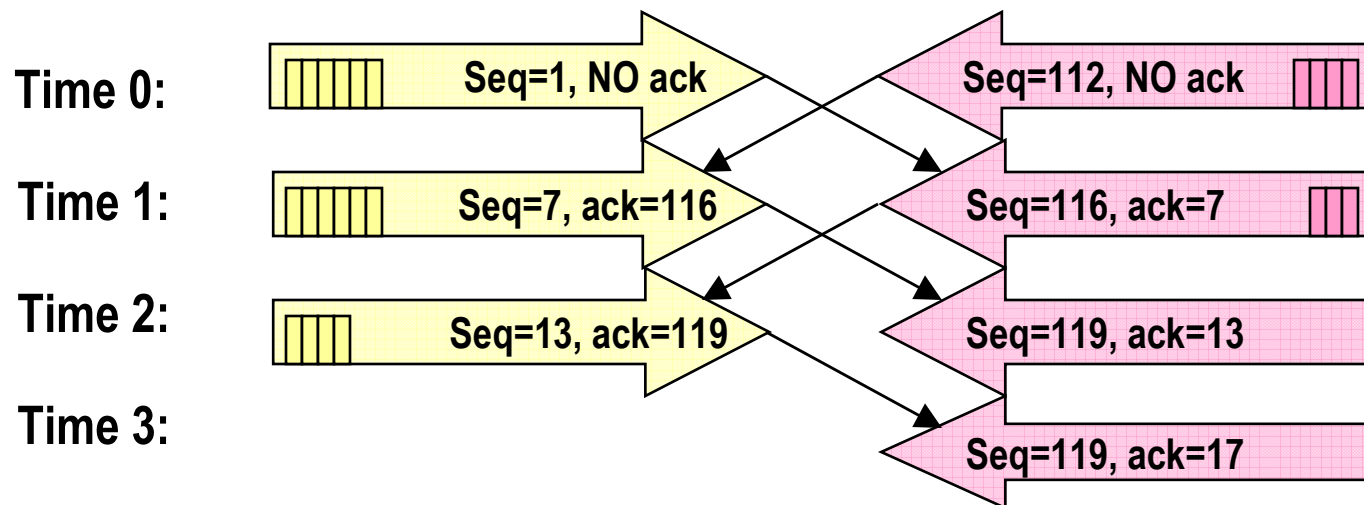 Time 0:
Seq=1, NO ack
Seq=112, NO ack
Time 1:
Seq=7, ack=116
Seq=116, ack=7
Time 2:
Seq=13, ack=119
Seq=119, ack=13
Time 3:
Seq=119, ack=17